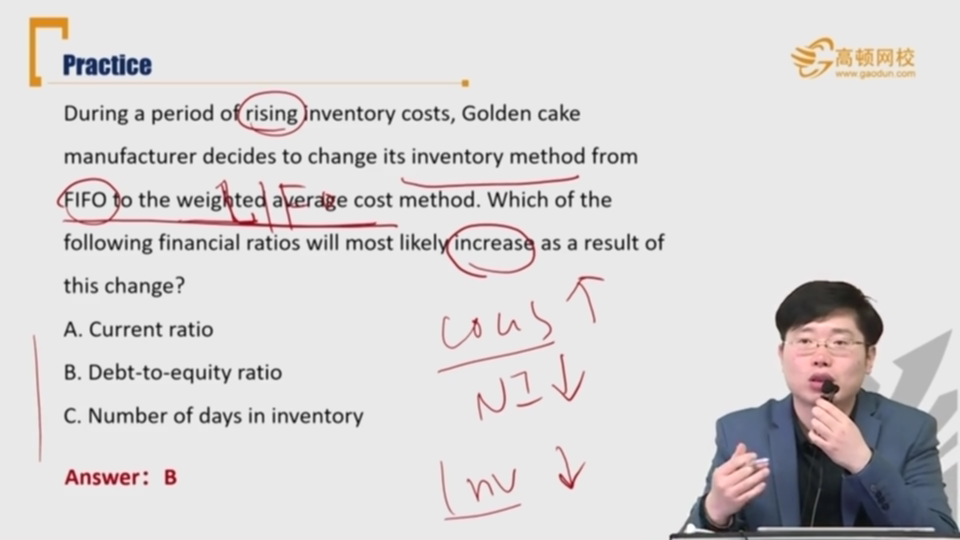 Practice
高顿网校
www.gaodun.com
During a period of rising inventory costs, Golden cake
manufacturer decides to change its inventory method from
FIFO to the weighted average cost method. Which of the
LIFO
following financial ratios will most likely increase as a result of
this change?
A. Current ratio
B. Debt-to-equity ratio
C. Number of days in inventory
Answer: B
COGS ↑
NI ↓
Inv ↓